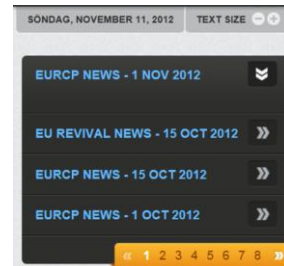 SÖNDAG, NOVEMBER 11, 2012 TEXT SIZE
EURCP NEWS - 1 NOV 2012
EU REVIVAL NEWS - 15 OCT 2012
EURCP NEWS - 15 OCT 2012
EURCP NEWS - 1 OCT 2012
« 1 2 3 4 5 6 7 8 »